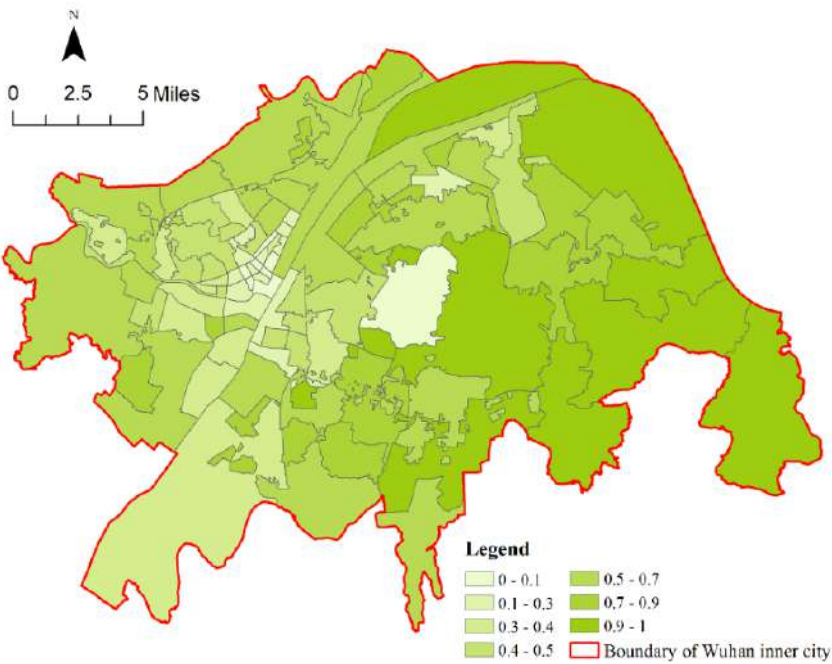 N
0 2.5 5 Miles
Legend
0 - 0.1
0.1 - 0.3
0.3 - 0.4
0.4 - 0.5
0.5 - 0.7
0.7 - 0.9
0.9 - 1
Boundary of Wuhan inner city